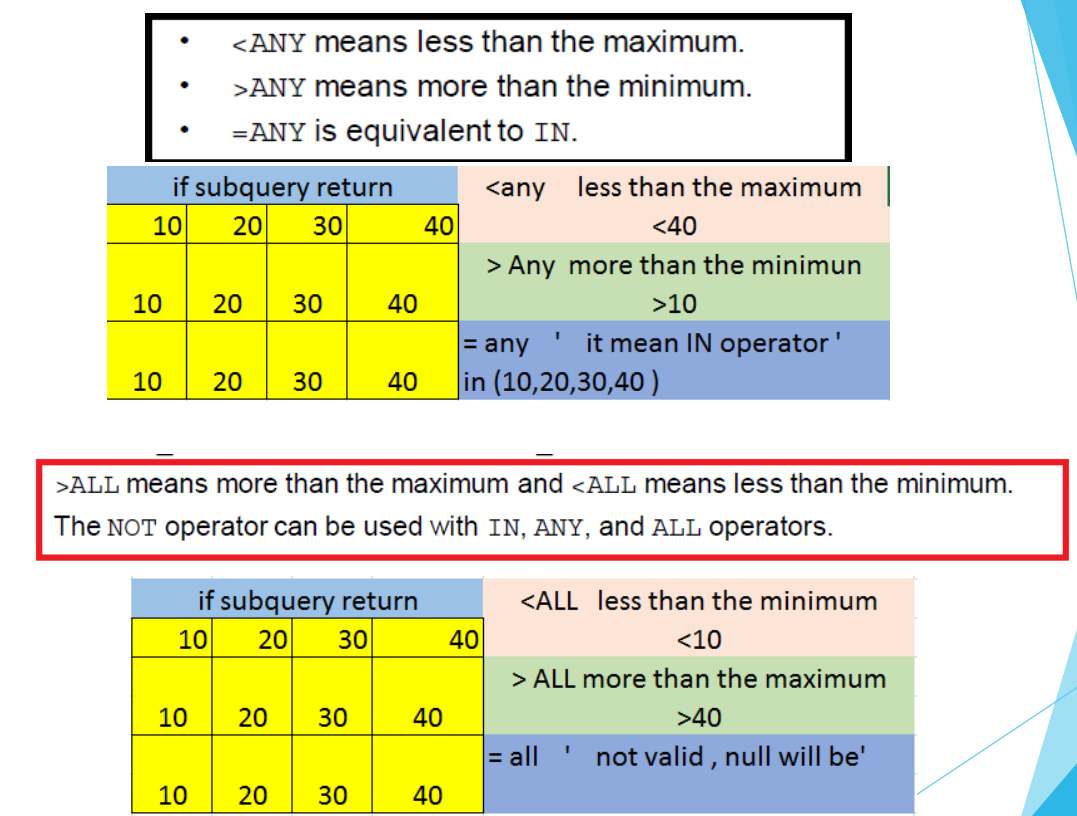 • <ANY means less than the maximum.
• >ANY means more than the minimum.
• =ANY is equivalent to IN.
if subquery return <any less than the maximum
10 20 30 40 <40
> Any more than the minimun
10 20 30 40 >10
= any ' it mean IN operator '
10 20 30 40 in (10,20,30,40 )
>ALL means more than the maximum and <ALL means less than the minimum.
The NOT operator can be used with IN, ANY, and ALL operators.
if subquery return <ALL less than the minimum
10 20 30 40 <10
> ALL more than the maximum
10 20 30 40 >40
= all ' not valid , null will be'
10 20 30 40